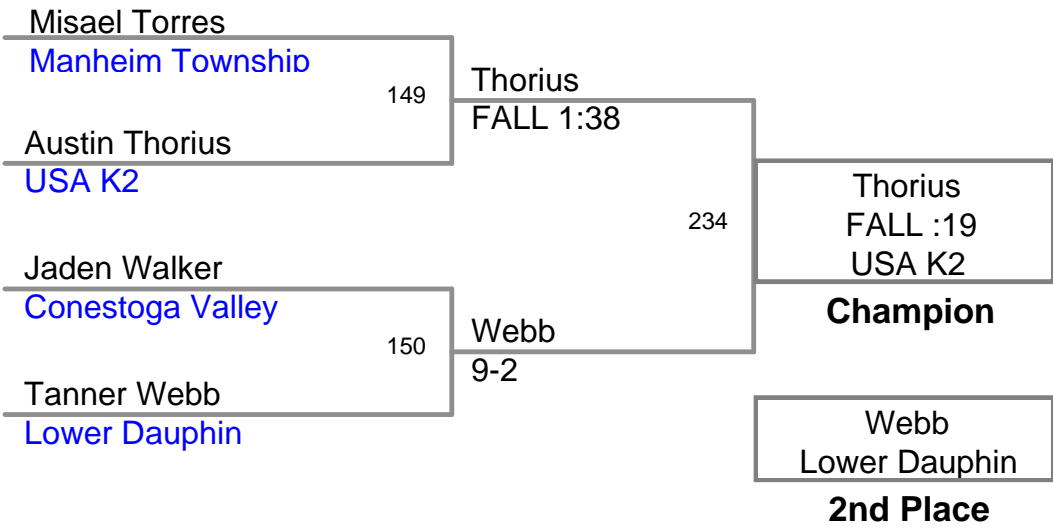 Misael Torres
Manheim Township
149
Thorius
FALL 1:38
Austin Thorius
USA K2
234
Thorius
FALL :19
USA K2
Champion
Jaden Walker
Conestoga Valley
150
Webb
9-2
Tanner Webb
Lower Dauphin
Webb
Lower Dauphin
2nd Place